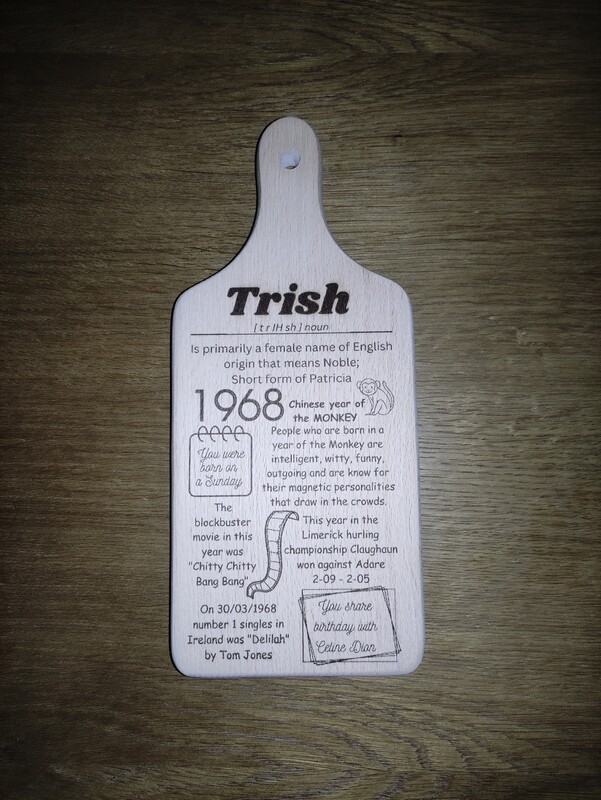 Trish
[ t r IH sh ] noun
Is primarily a female name of English
origin that means Noble;
Short form of Patricia
1968
Chinese year of
the MONKEY
People who are born in a
year of the Monkey are
intelligent, witty, funny,
outgoing and are know for
their magnetic personalities
that draw in the crowds.
You were
born on
a Sunday
The
blockbuster
movie in this
year was
"Chitty Chitty
Bang Bang"
This year in the
Limerick hurling
championship Claughaun
won against Adare
2-09 - 2-05
On 30/03/1968
number 1 singles in
Ireland was "Delilah"
by Tom Jones
You share
birthday with
Celine Dion